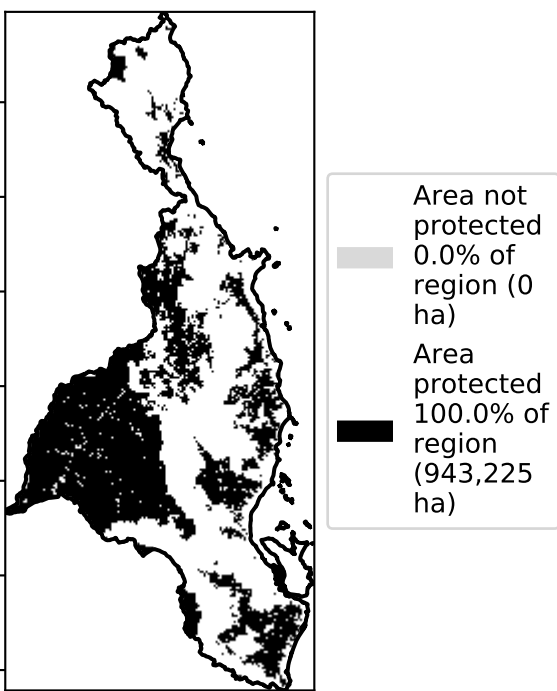 Area not
protected
0.0% of
region (0
ha)
Area
protected
100.0% of
region
(943,225
ha)